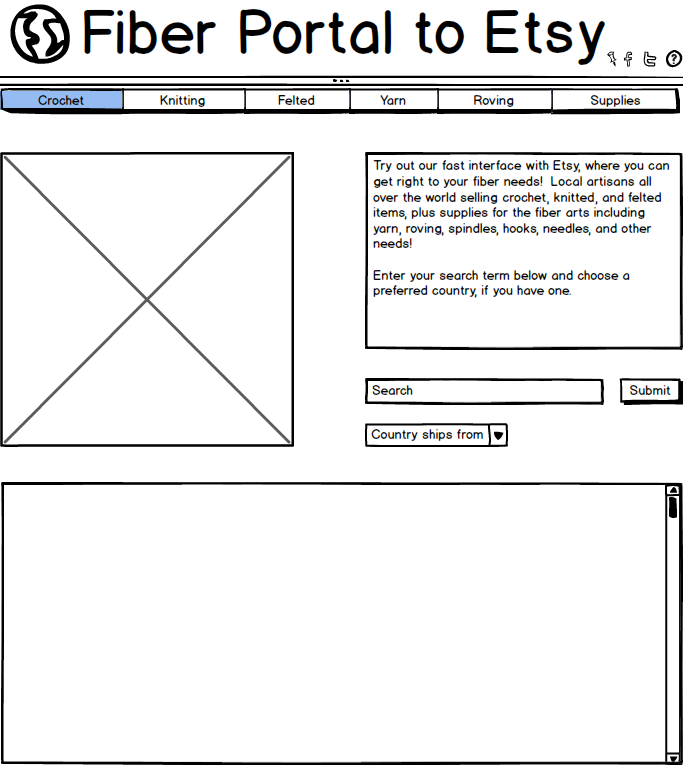 Fiber Portal to Etsy
f t ?
Crochet Knitting Felted Yarn Roving Supplies
Try out our fast interface with Etsy, where you can
get right to your fiber needs! Local artisans all
over the world selling crochet, knitted, and felted
items, plus supplies for the fiber arts including
yarn, roving, spindles, hooks, needles, and other
needs!
Enter your search term below and choose a
preferred country, if you have one.
Search Submit
Country ships from